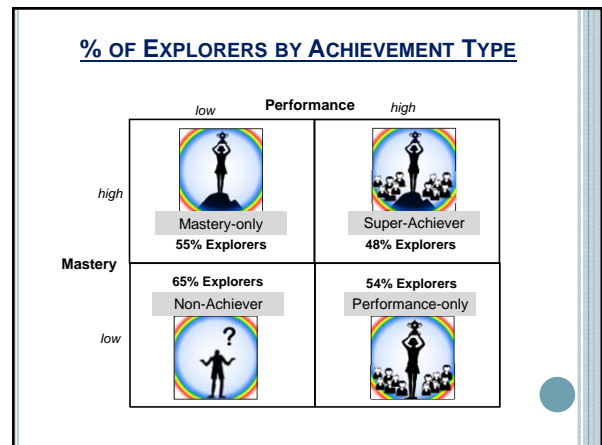 % OF EXPLORERS BY ACHIEVEMENT TYPE
low Performance high
high
Mastery-only Super-Achiever
55% Explorers 48% Explorers
Mastery
65% Explorers 54% Explorers
Non-Achiever Performance-only
low
?